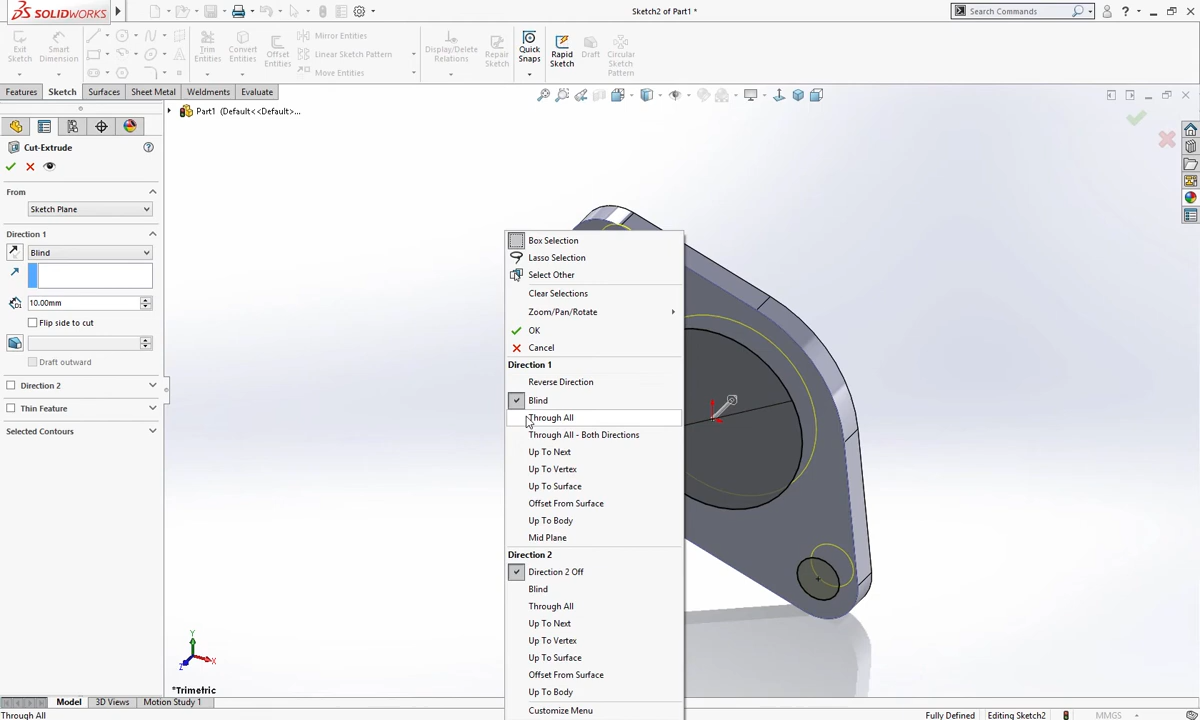 SOLIDWORKS
Sketch2 of Part1 *
Search Commands
?
Exit Sketch
Smart Dimension
Trim Entities
Convert Entities
Offset Entities
Mirror Entities
Linear Sketch Pattern
Move Entities
Display/Delete Relations
Repair Sketch
Quick Snaps
Rapid Sketch
Draft
Circular Sketch Pattern
Features
Sketch
Surfaces
Sheet Metal
Weldments
Evaluate
Part1 (Default<<Default>...
Cut-Extrude
?
From
Sketch Plane
Direction 1
Blind
10.00mm
Flip side to cut
Draft outward
Direction 2
Thin Feature
Selected Contours
Box Selection
Lasso Selection
Select Other
Clear Selections
Zoom/Pan/Rotate
OK
Cancel
Direction 1
Reverse Direction
Blind
Through All
Through All - Both Directions
Up To Next
Up To Vertex
Up To Surface
Offset From Surface
Up To Body
Mid Plane
Direction 2
Direction 2 Off
Blind
Through All
Up To Next
Up To Vertex
Up To Surface
Offset From Surface
Up To Body
Customize Menu
Y
Z
X
*Trimetric
Model
3D Views
Motion Study 1
Through All
Fully Defined
Editing Sketch2
MMGS